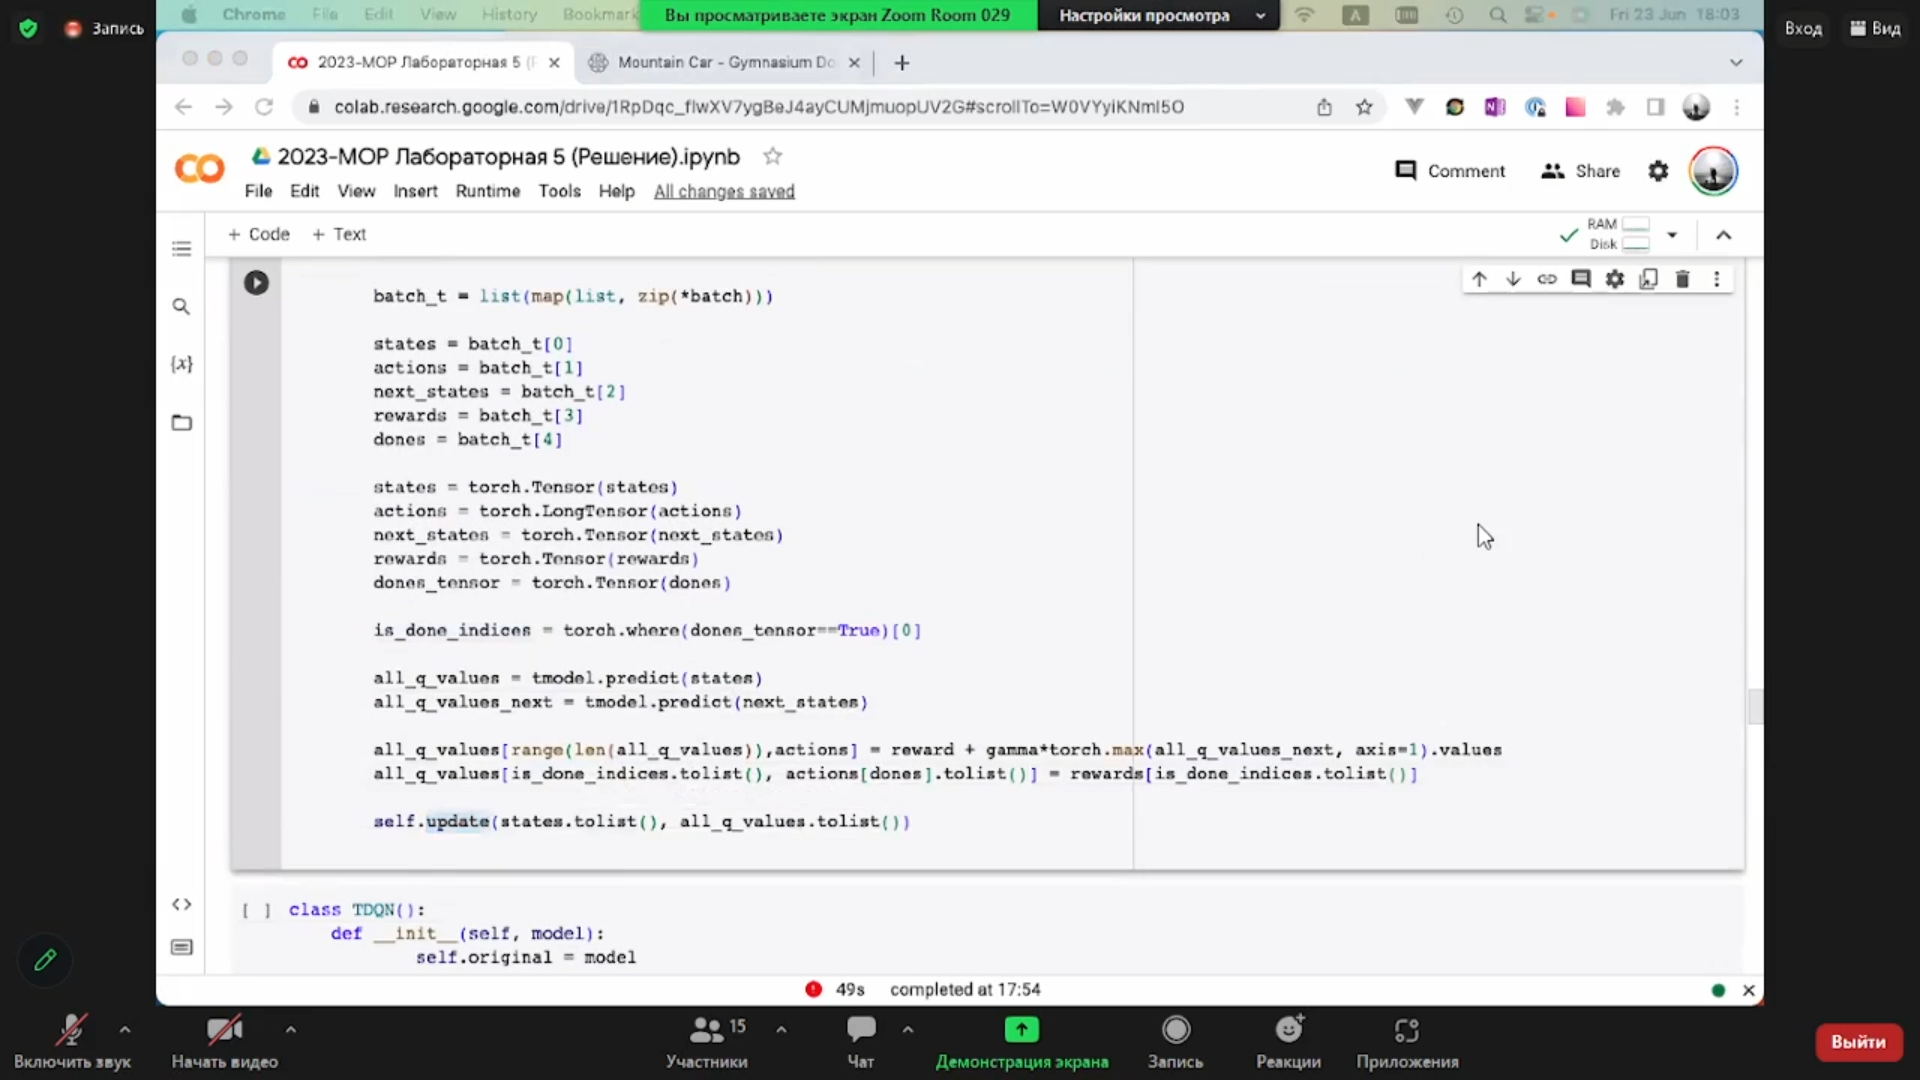 Chrome File Edit View History Bookmark
Вы просматриваете экран Zoom Room 029
Настройки просмотра
Fri 23 Jun 18:03
Запись
Вход
Вид
2023-МОР Лабораторная 5 (
Mountain Car - Gymnasium Do
colab.research.google.com/drive/1RpDqc_flwXV7ygBeJ4ayCUMjmuopUV2G#scrollTo=W0VYyiKNmI5O
2023-МОР Лабораторная 5 (Решение).ipynb
File Edit View Insert Runtime Tools Help All changes saved
Comment
Share
+ Code + Text
RAM
Disk
batch_t = list(map(list, zip(*batch)))
states = batch_t[0]
actions = batch_t[1]
next_states = batch_t[2]
rewards = batch_t[3]
dones = batch_t[4]
states = torch.Tensor(states)
actions = torch.LongTensor(actions)
next_states = torch.Tensor(next_states)
rewards = torch.Tensor(rewards)
dones_tensor = torch.Tensor(dones)
is_done_indices = torch.where(dones_tensor==True)[0]
all_q_values = tmodel.predict(states)
all_q_values_next = tmodel.predict(next_states)
all_q_values[range(len(all_q_values)),actions] = reward + gamma*torch.max(all_q_values_next, axis=1).values
all_q_values[is_done_indices.tolist(), actions[dones].tolist()] = rewards[is_done_indices.tolist()]
self.update(states.tolist(), all_q_values.tolist())
[ ] class TDQN():
def __init__(self, model):
self.original = model
49s completed at 17:54
Включить звук
Начать видео
15
Участники
Чат
Демонстрация экрана
Запись
Реакции
Приложения
Выйти